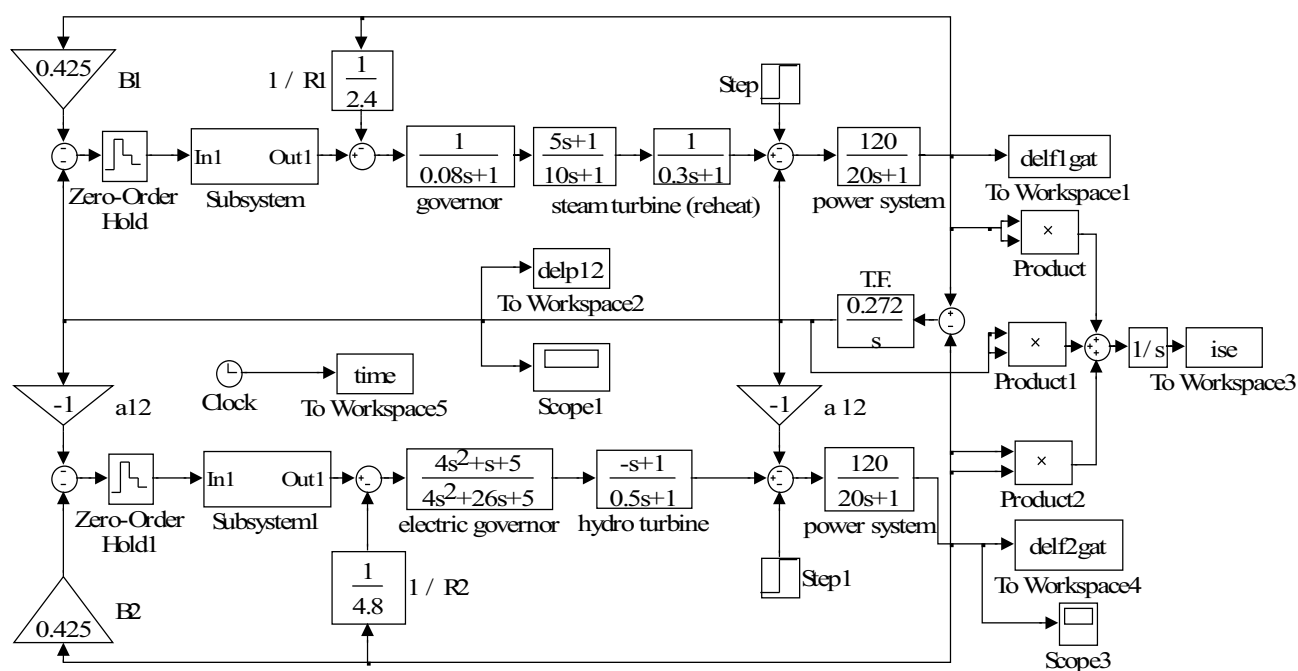 0.425
B1
1 / R1
1
2.4
Step
In1 Out1
1
0.08s+1
5s+1
10s+1
1
0.3s+1
120
20s+1
delf1gat
To Workspace1
Zero-Order
Hold
Subsystem
governor
steam turbine (reheat)
power system
×
Product
delp12
To Workspace2
T.F.
0.272
s
×
Product1
1/s
ise
To Workspace3
Clock
time
To Workspace5
Scope1
-1
a12
-1
a 12
In1 Out1
4s2+s+5
4s2+26s+5
-s+1
0.5s+1
120
20s+1
×
Product2
Zero-Order
Hold1
Subsystem1
electric governor
hydro turbine
power system
delf2gat
To Workspace4
1
4.8
1 / R2
Step1
B2
0.425
Scope3